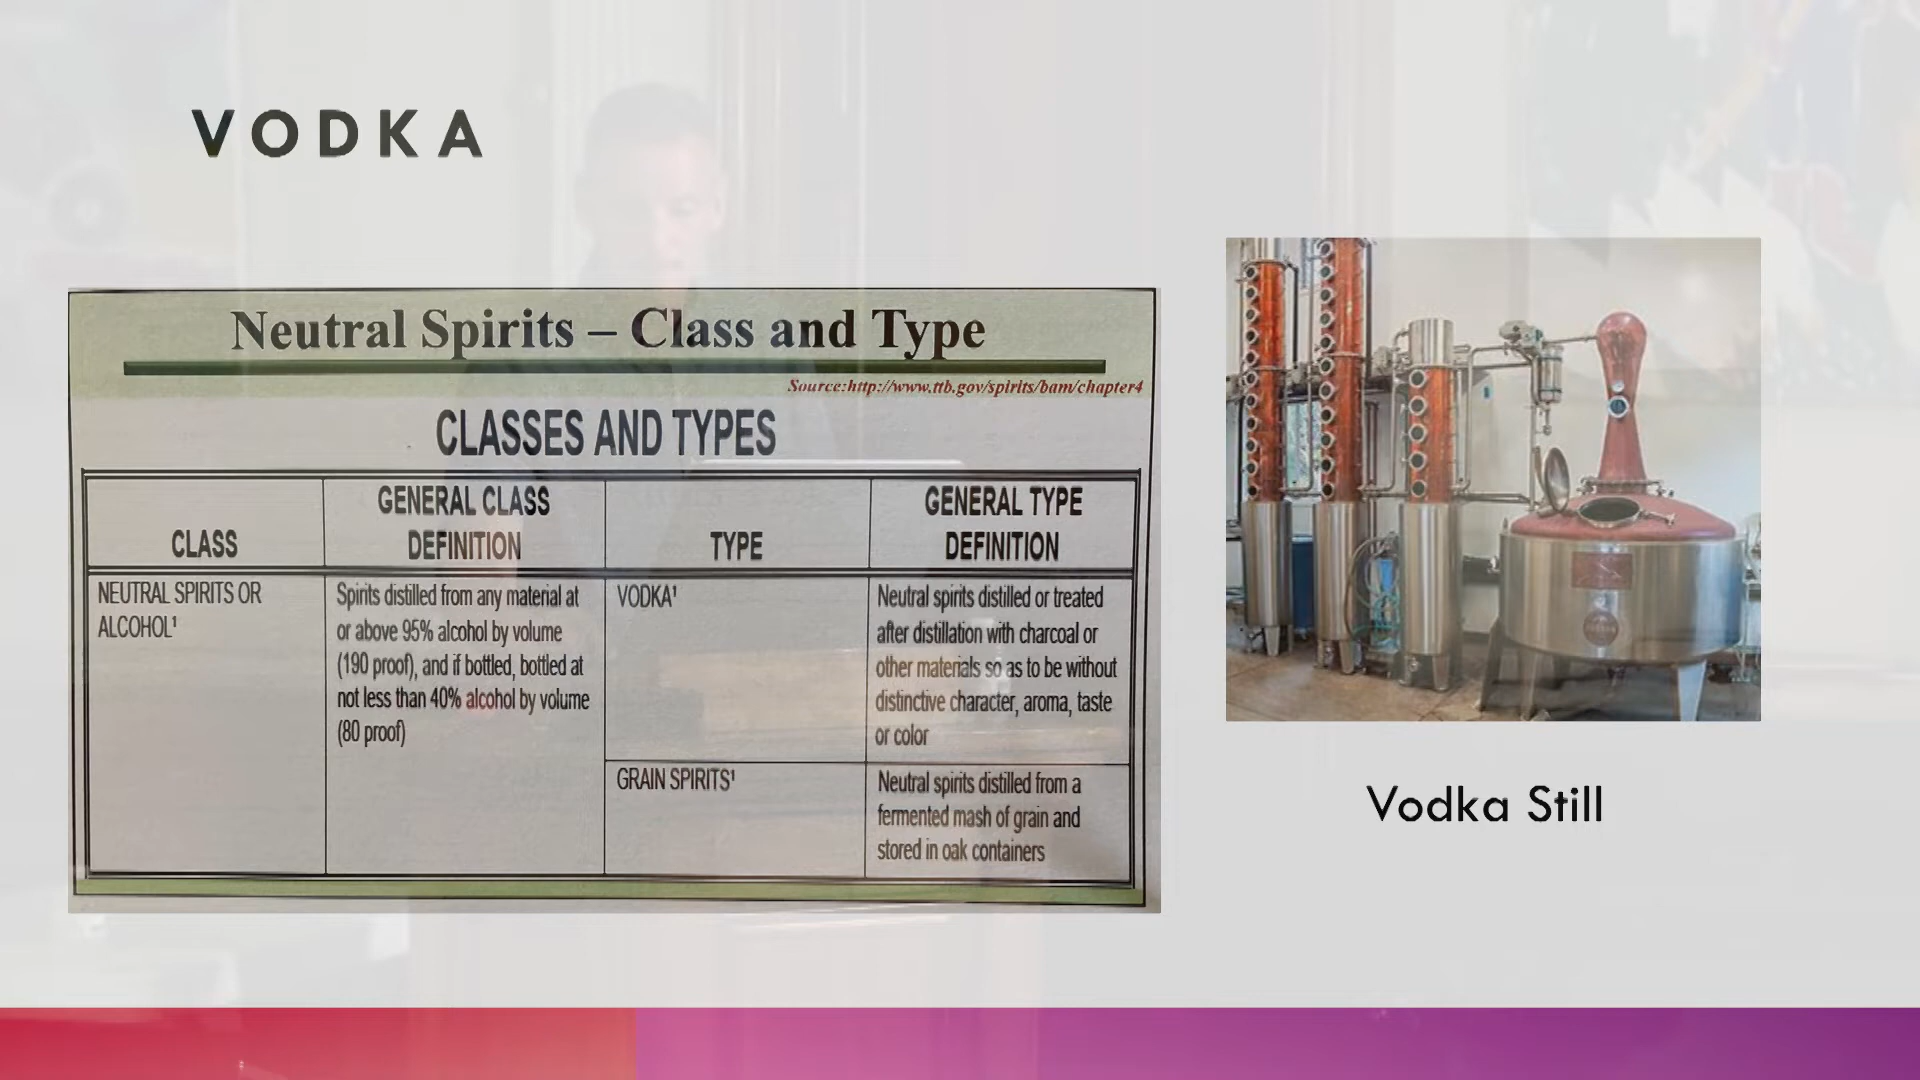 VODKA
Neutral Spirits – Class and Type
Source:http://www.ttb.gov/spirits/bam/chapter4
CLASSES AND TYPES
CLASS
GENERAL CLASS
DEFINITION
TYPE
GENERAL TYPE
DEFINITION
NEUTRAL SPIRITS OR
ALCOHOL¹
Spirits distilled from any material at
or above 95% alcohol by volume
(190 proof), and if bottled, bottled at
not less than 40% alcohol by volume
(80 proof)
VODKA¹
Neutral spirits distilled or treated
after distillation with charcoal or
other materials so as to be without
distinctive character, aroma, taste
or color
GRAIN SPIRITS¹
Neutral spirits distilled from a
fermented mash of grain and
stored in oak containers
Vodka Still